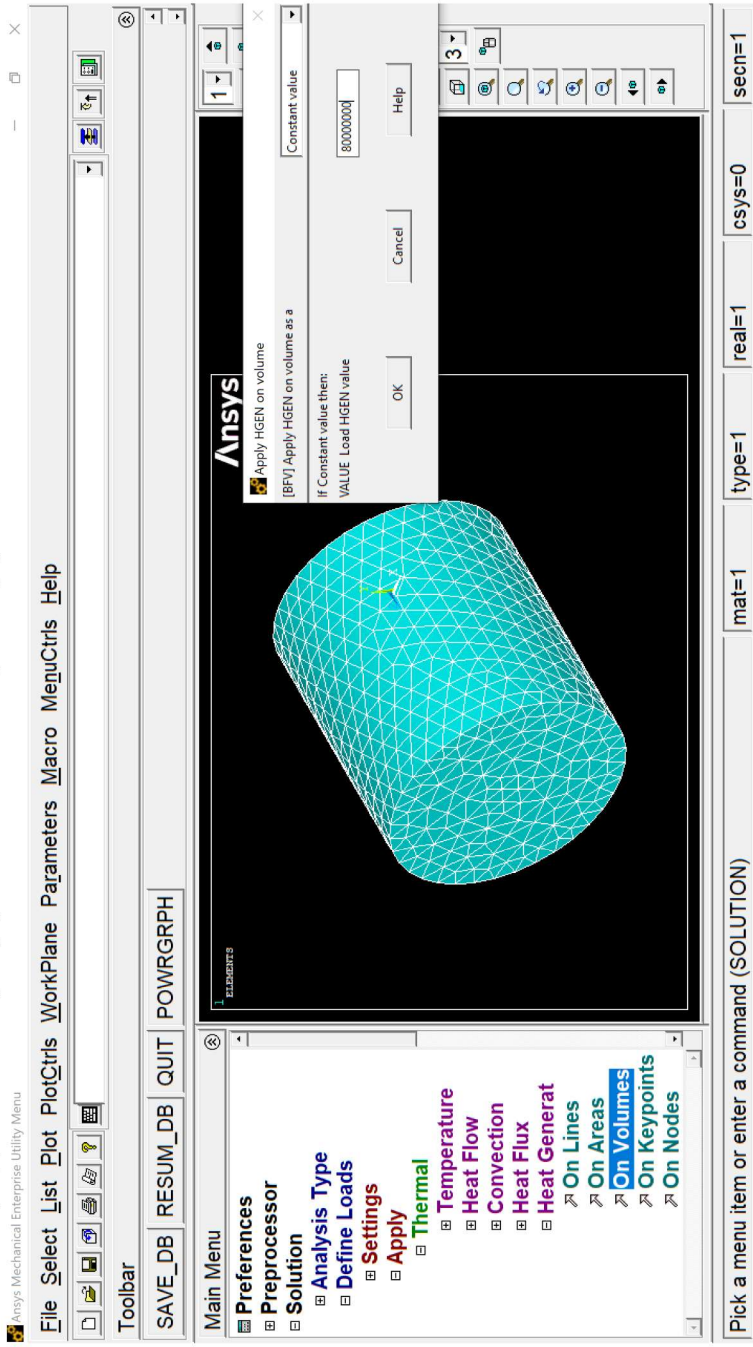 Ansys Mechanical Enterprise Utility Menu
File Select List Plot PlotCtrls WorkPlane Parameters Macro MenuCtrls Help
Toolbar
SAVE_DB RESUM_DB QUIT POWRGRPH
Main Menu
Preferences
Preprocessor
Solution
Analysis Type
Define Loads
Settings
Apply
Thermal
Temperature
Heat Flow
Convection
Heat Flux
Heat Generat
On Lines
On Areas
On Volumes
On Keypoints
On Nodes
1
ELEMENTS
Ansys
Apply HGEN on volume
[BFV] Apply HGEN on volume as a
Constant value
If Constant value then:
VALUE Load HGEN value
80000000
OK
Cancel
Help
1
3
Pick a menu item or enter a command (SOLUTION)
mat=1
type=1
real=1
csys=0
secn=1